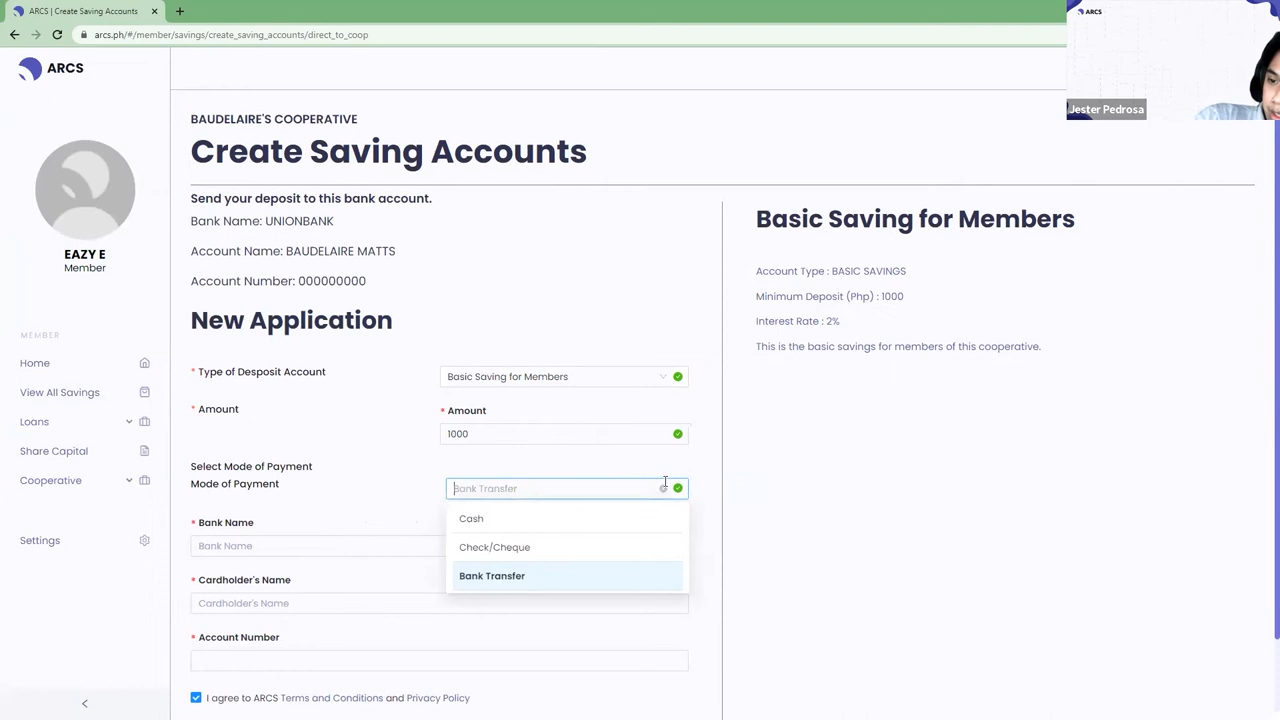 ARCS | Create Saving Accounts
arcs.ph/#/member/savings/create_saving_accounts/direct_to_coop
ARCS
Jester Pedrosa
ARCS
EAZY E
Member
MEMBER
Home
View All Savings
Loans
Share Capital
Cooperative
Settings
BAUDELAIRE'S COOPERATIVE
Create Saving Accounts
Send your deposit to this bank account.
Bank Name: UNIONBANK
Account Name: BAUDELAIRE MATTS
Account Number: 000000000
New Application
* Type of Desposit Account
Basic Saving for Members
* Amount
* Amount
1000
Select Mode of Payment
Mode of Payment
Bank Transfer
Cash
Check/Cheque
Bank Transfer
* Bank Name
Bank Name
* Cardholder's Name
Cardholder's Name
* Account Number
I agree to ARCS Terms and Conditions and Privacy Policy
Basic Saving for Members
Account Type : BASIC SAVINGS
Minimum Deposit (Php) : 1000
Interest Rate : 2%
This is the basic savings for members of this cooperative.